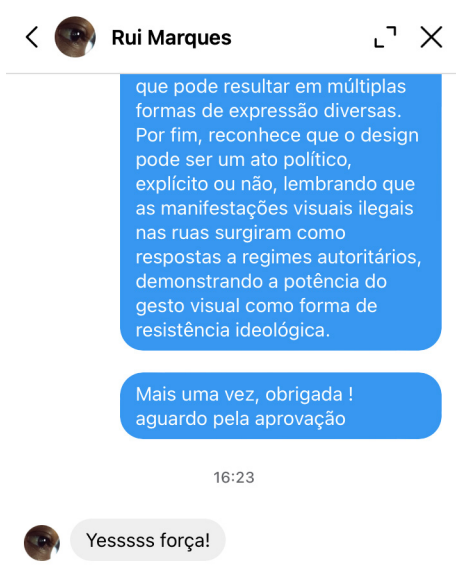 Rui Marques
que pode resultar em múltiplas
formas de expressão diversas.
Por fim, reconhece que o design
pode ser um ato político,
explícito ou não, lembrando que
as manifestações visuais ilegais
nas ruas surgiram como
respostas a regimes autoritários,
demonstrando a potência do
gesto visual como forma de
resistência ideológica.
Mais uma vez, obrigada !
aguardo pela aprovação
16:23
Yesssss força!